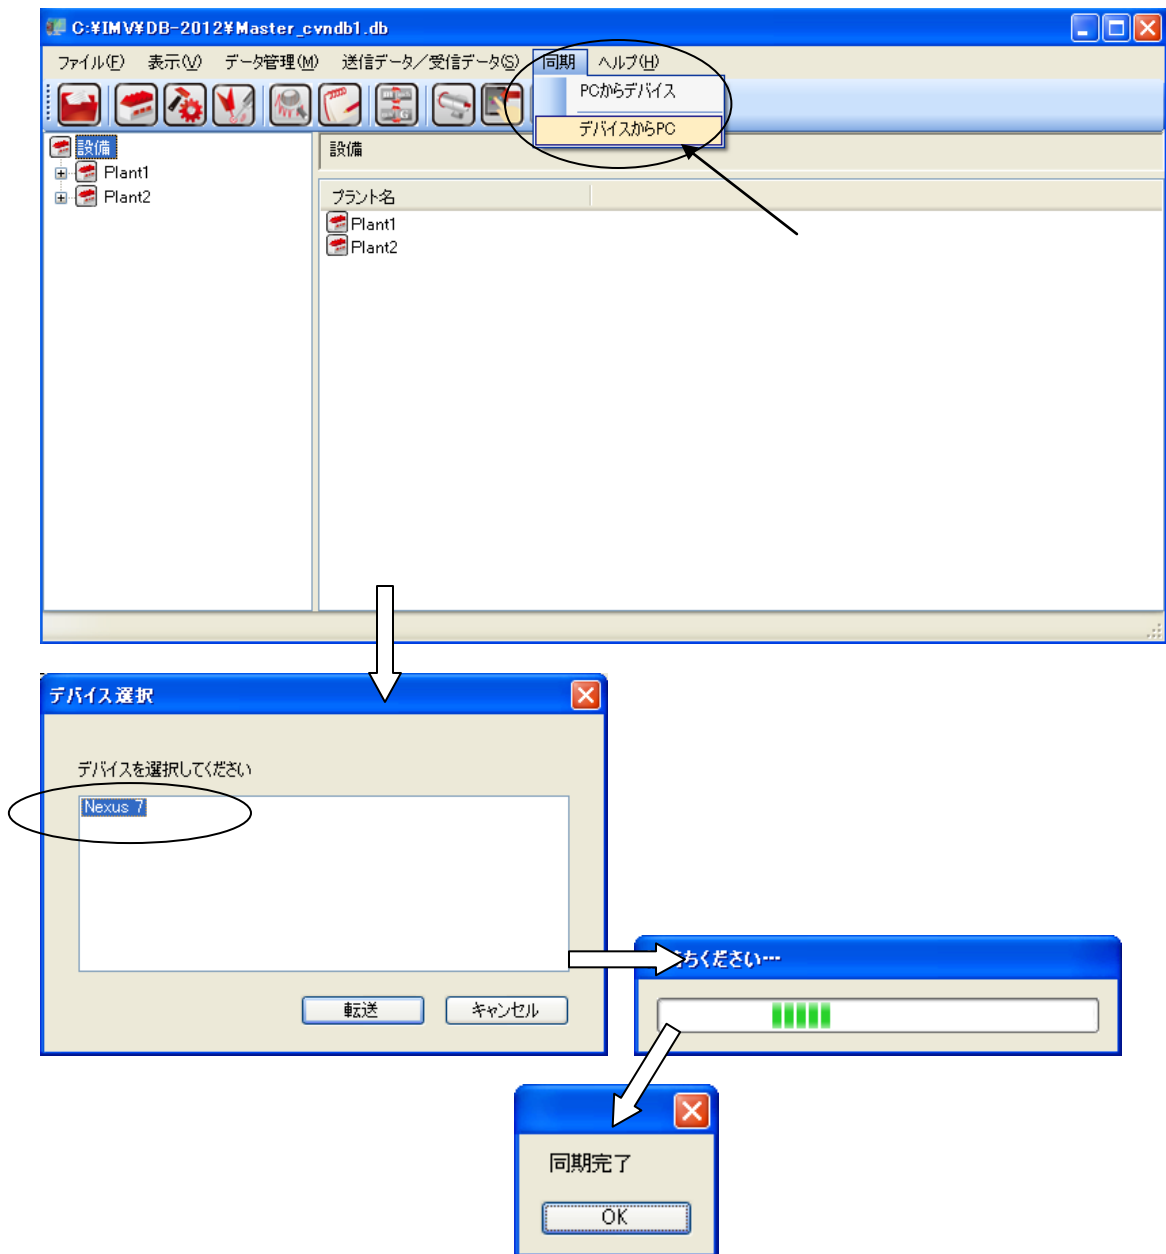 C:¥IMV¥DB-2012¥Master_cvndb1.db
ファイル(F) 表示(V) データ管理(M) 送信データ／受信データ(S) 同期 ヘルプ(H)
PCからデバイス
デバイスからPC
設備
Plant1
Plant2
設備
プラント名
Plant1
Plant2
デバイス選択
デバイスを選択してください
Nexus 7
転送 キャンセル
ちください…
同期完了
OK